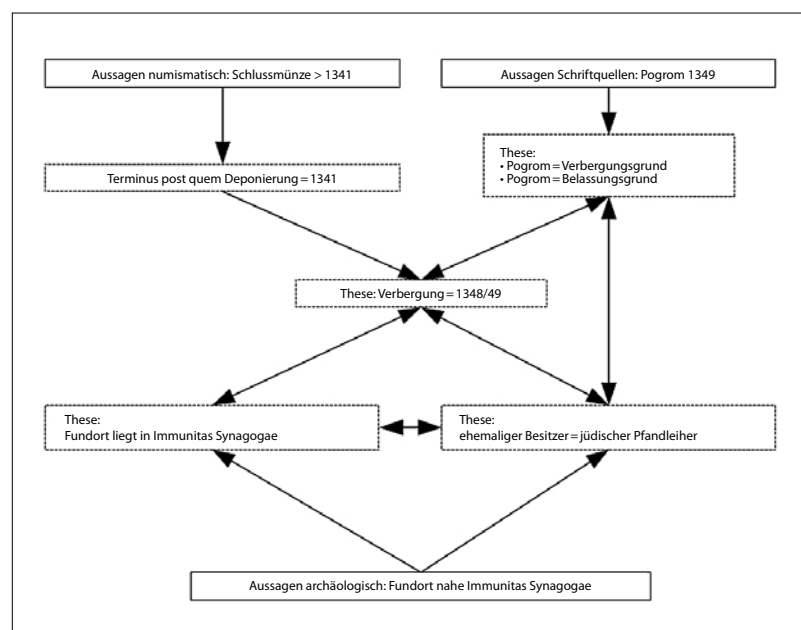 Aussagen numismatisch: Schlussmünze > 1341
Aussagen Schriftquellen: Pogrom 1349
Terminus post quem Deponierung = 1341
These:
• Pogrom = Verbergungsgrund
• Pogrom = Belassungsgrund
These: Verbergung = 1348/49
These:
Fundort liegt in Immunitas Synagogae
These:
ehemaliger Besitzer = jüdischer Pfandleiher
Aussagen archäologisch: Fundort nahe Immunitas Synagogae